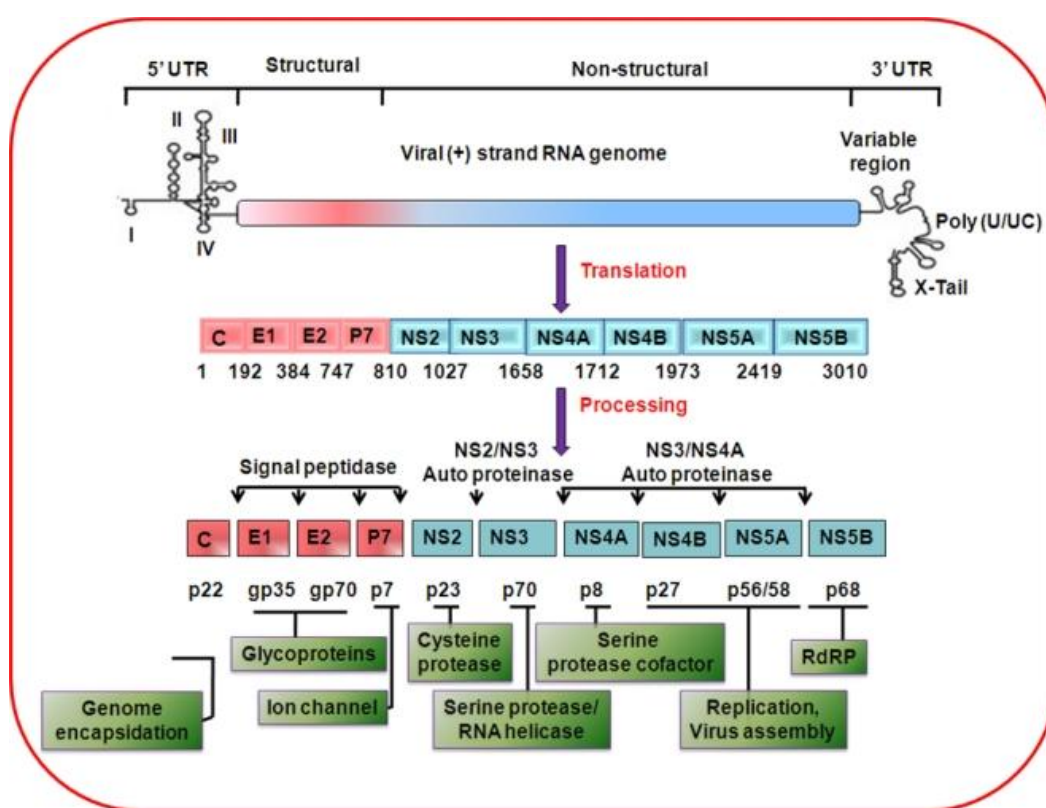 5’ UTR Structural Non-structural 3’ UTR
II
III
Viral (+) strand RNA genome
Variable
region
I
IV
Poly (U/UC)
X-Tail
Translation
C E1 E2 P7 NS2 NS3 NS4A NS4B NS5A NS5B
1 192 384 747 810 1027 1658 1712 1973 2419 3010
Processing
Signal peptidase
NS2/NS3
Auto proteinase
NS3/NS4A
Auto proteinase
C E1 E2 P7 NS2 NS3 NS4A NS4B NS5A NS5B
p22 gp35 gp70 p7 p23 p70 p8 p27 p56/58 p68
Glycoproteins
Cysteine
protease
Serine
protease cofactor
RdRP
Genome
encapsidation
Ion channel
Serine protease/
RNA helicase
Replication,
Virus assembly